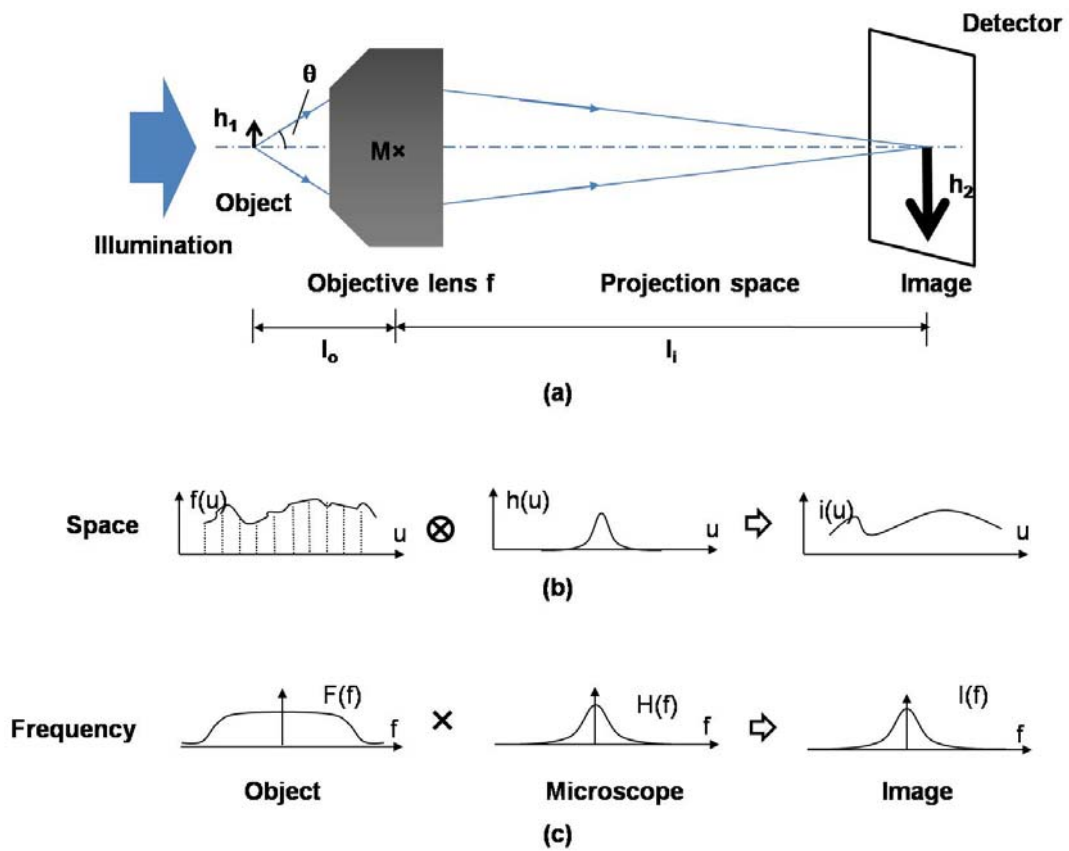 Detector
θ
h₁
M×
h₂
Object
Illumination
Objective lens f
Projection space
Image
lₒ
lᵢ
(a)
Space
f(u)
u
⊗
h(u)
u
i(u)
u
(b)
Frequency
F(f)
f
×
H(f)
f
I(f)
f
Object
Microscope
Image
(c)